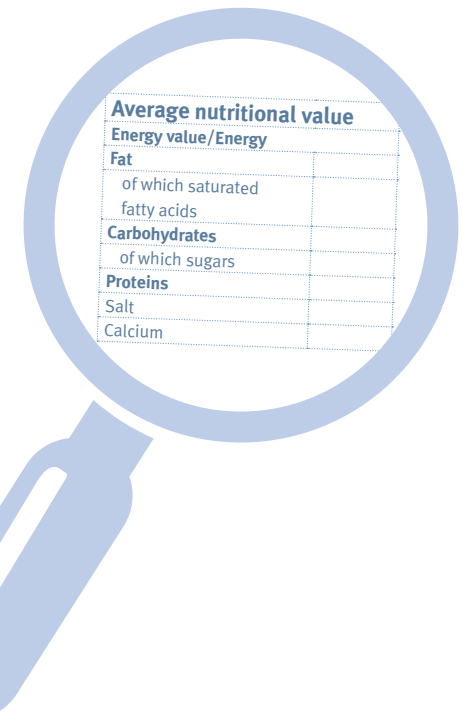 Average nutritional value
Energy value/Energy
Fat
of which saturated
fatty acids
Carbohydrates
of which sugars
Proteins
Salt
Calcium